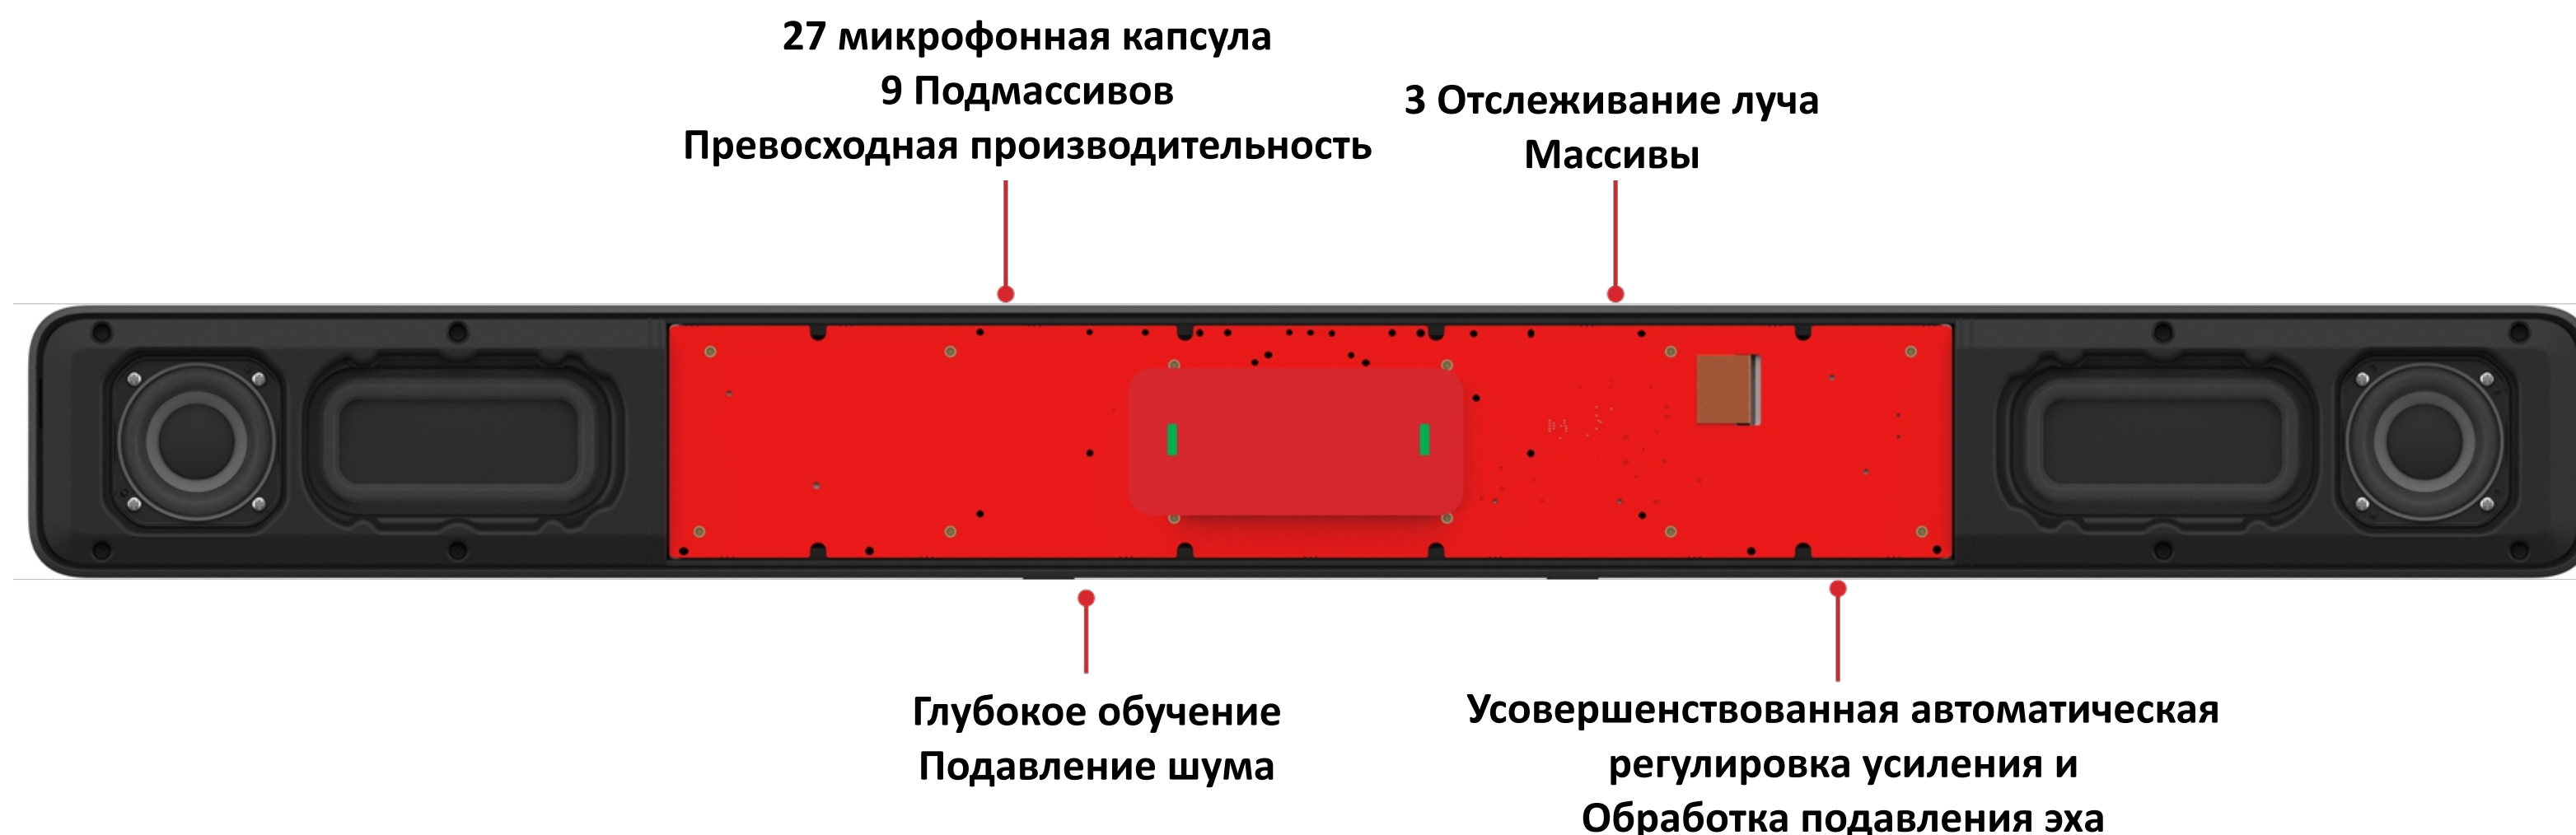 27 микрофонная капсула
9 Подмассивов
Превосходная производительность
3 Отслеживание луча
Массивы
Глубокое обучение
Подавление шума
Усовершенствованная автоматическая
регулировка усиления и
Обработка подавления эха